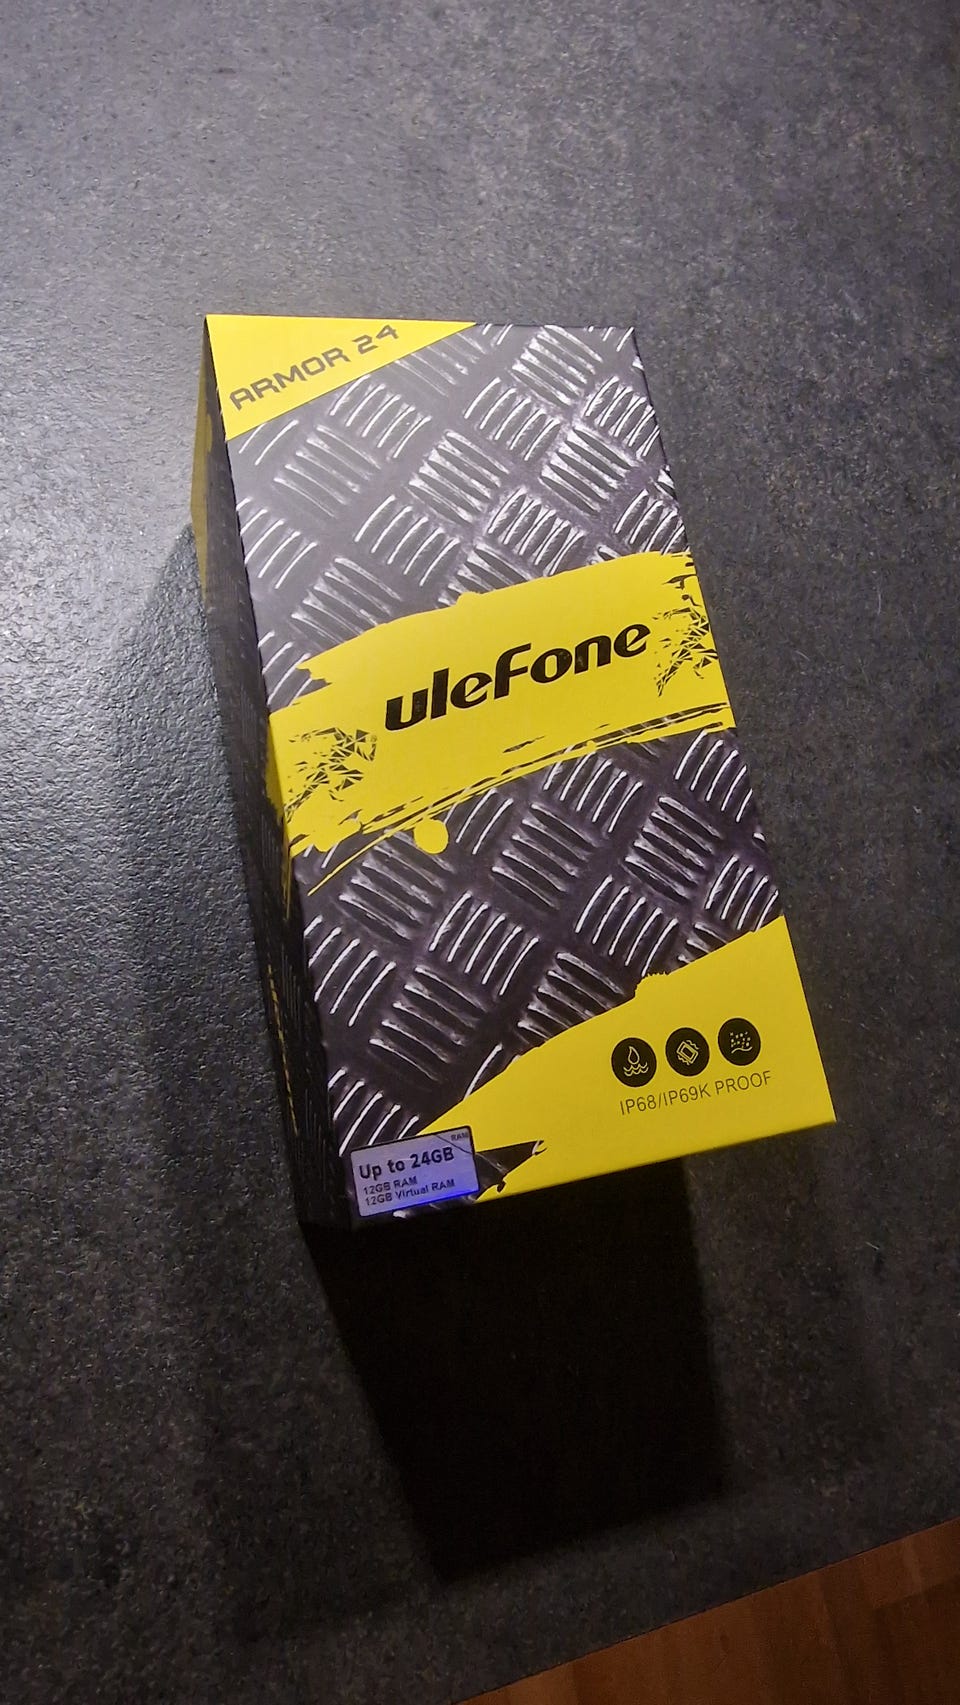 ARMOR 24
uleFone
IP68/IP69K PROOF
RAM
Up to 24GB
12GB RAM
12GB Virtual RAM